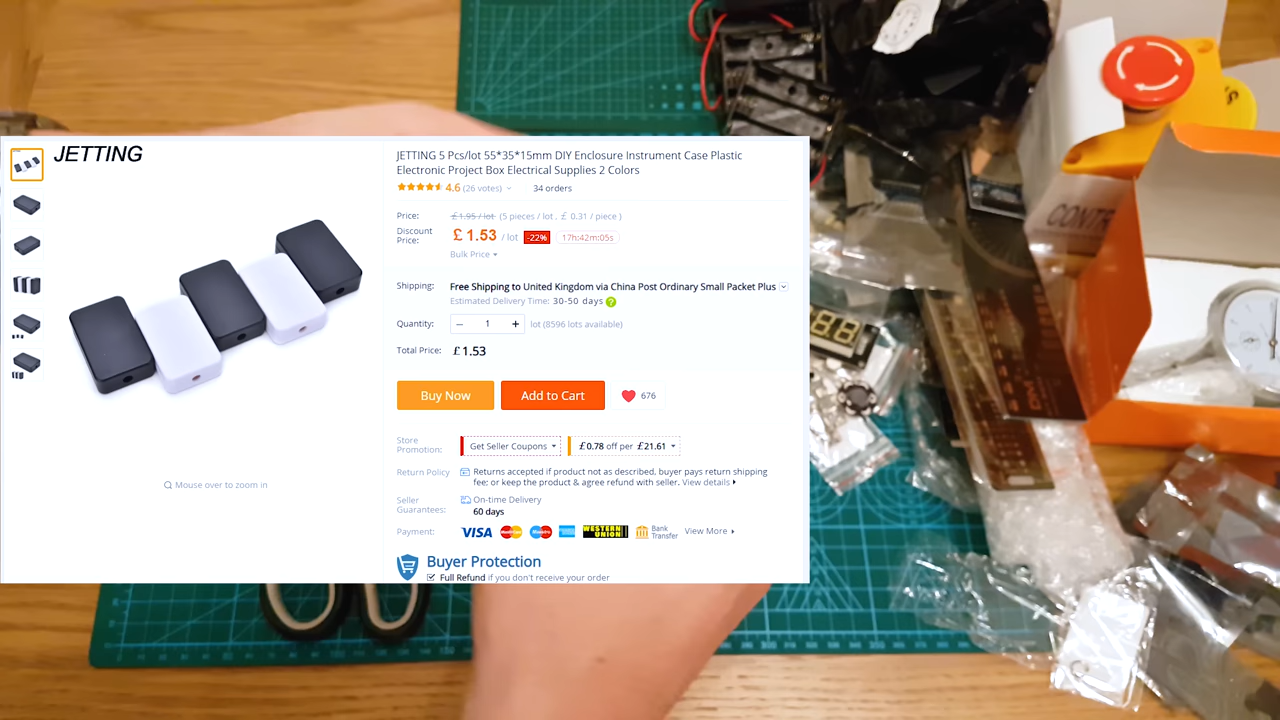 JETTING
JETTING 5 Pcs/lot 55*35*15mm DIY Enclosure Instrument Case Plastic
Electronic Project Box Electrical Supplies 2 Colors
4.6 (26 votes) 34 orders
Price: £1.95 / lot (5 pieces / lot , £ 0.31 / piece )
Discount
Price: £ 1.53 / lot -22% 17h:42m:05s
Bulk Price
Shipping: Free Shipping to United Kingdom via China Post Ordinary Small Packet Plus
Estimated Delivery Time: 30-50 days ?
Quantity: – 1 + lot (8596 lots available)
Total Price: £ 1.53
Buy Now Add to Cart 676
Mouse over to zoom in
Store
Promotion: Get Seller Coupons £0.78 off per £21.61
Return Policy Returns accepted if product not as described, buyer pays return shipping
fee; or keep the product & agree refund with seller. View details
Seller
Guarantees: On-time Delivery
60 days
Payment: VISA Maestro WESTERN UNION Bank Transfer View More
Buyer Protection
Full Refund if you don't receive your order
CONTR